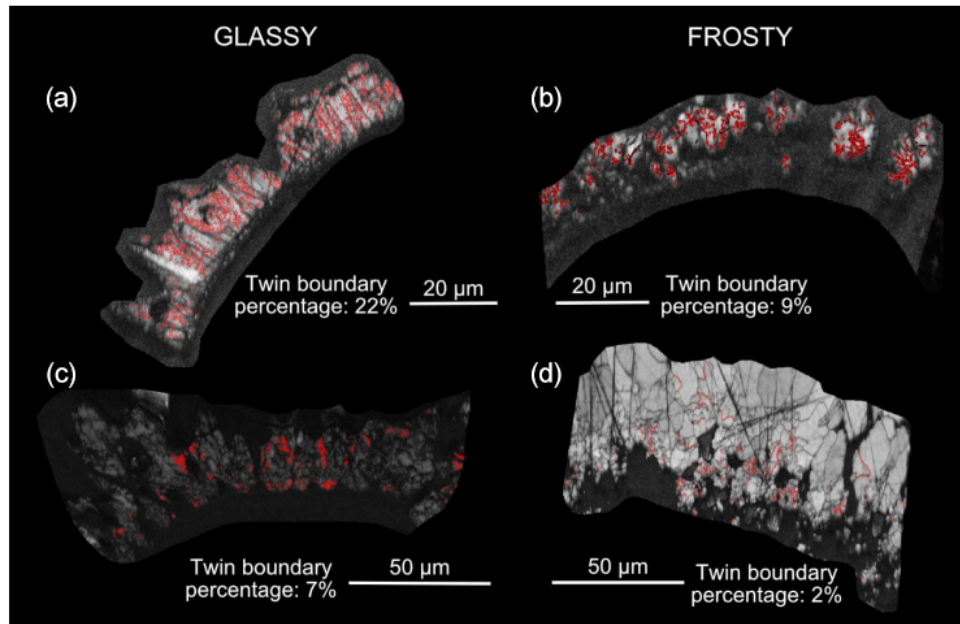 GLASSY
FROSTY
(a)
(b)
Twin boundary
percentage: 22%
20 µm
20 µm
Twin boundary
percentage: 9%
(c)
(d)
Twin boundary
percentage: 7%
50 µm
50 µm
Twin boundary
percentage: 2%